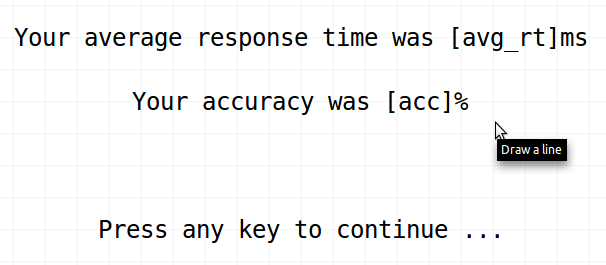 Your average response time was [avg_rt]ms
Your accuracy was [acc]%
Draw a line
Press any key to continue ...